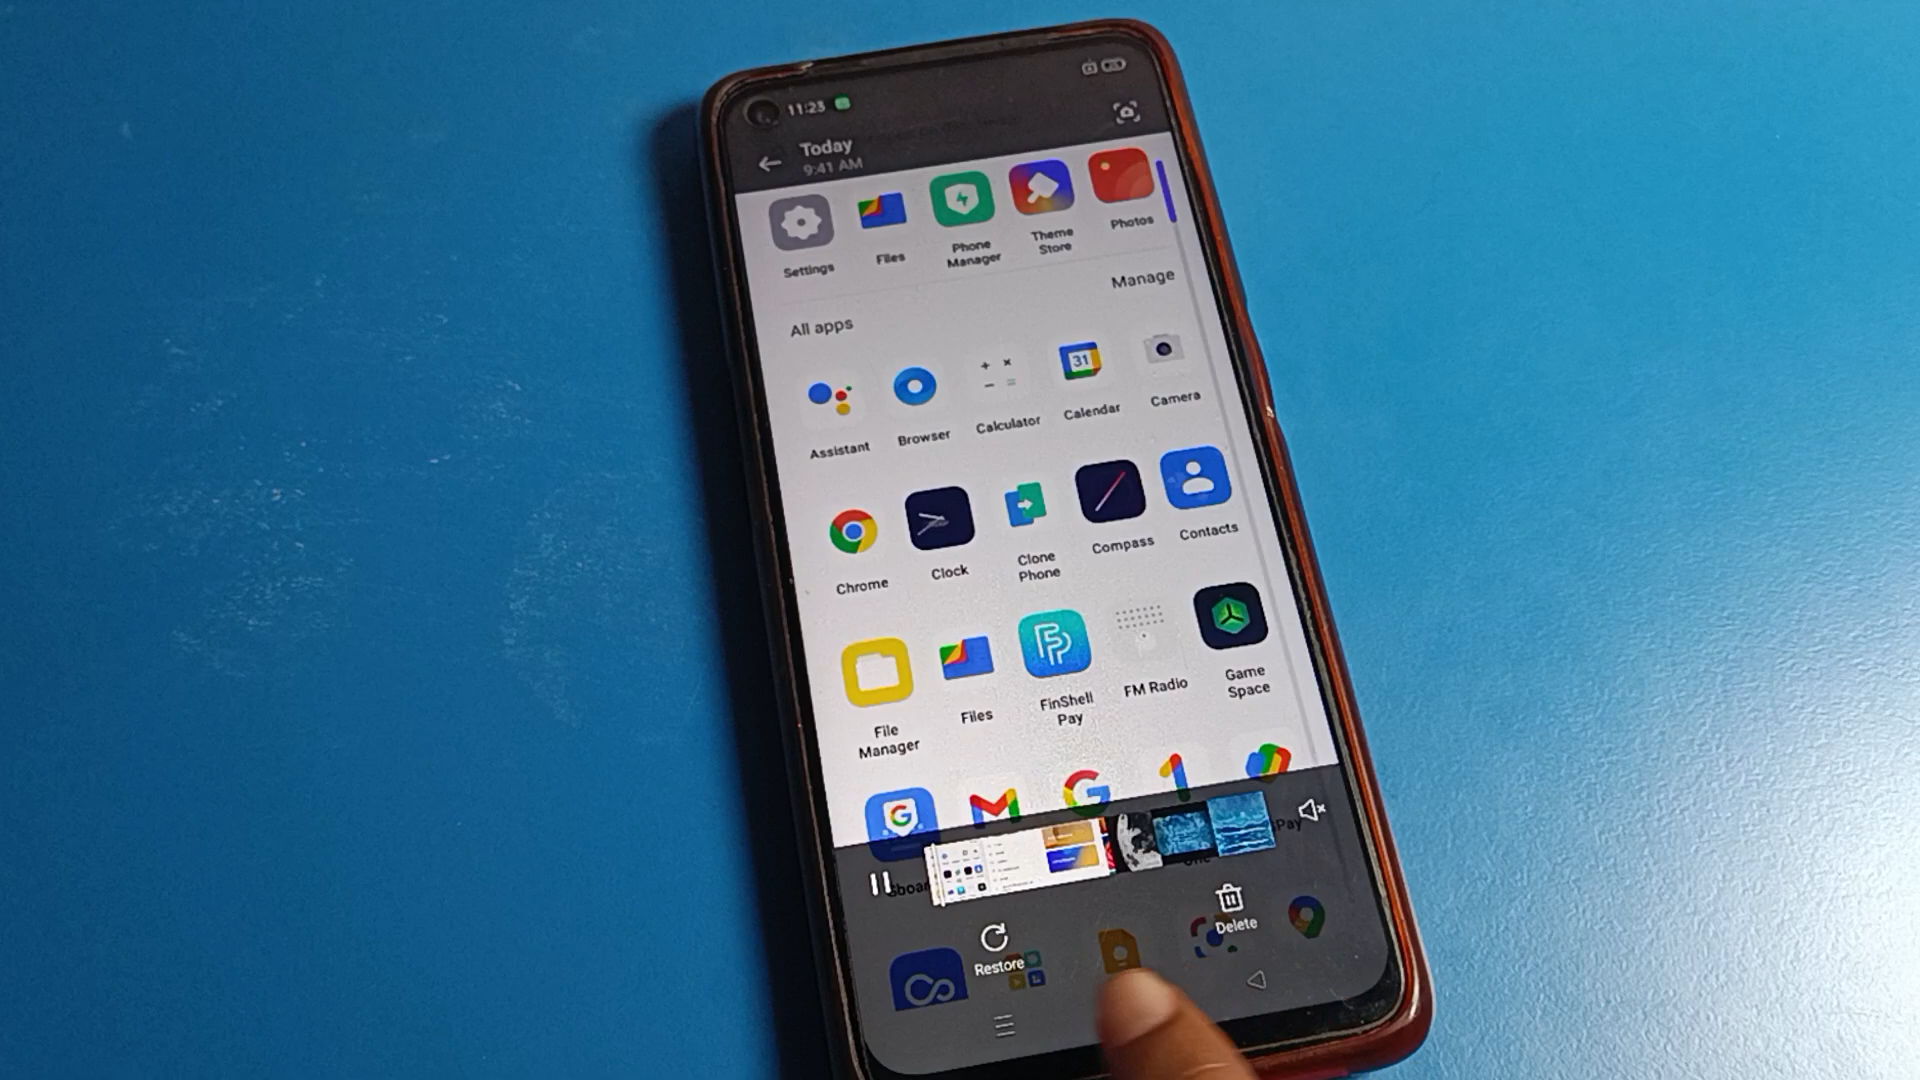 11:23
Today
9:41 AM
Settings
Files
Phone
Manager
Theme
Store
Photos
Manage
All apps
Assistant
Browser
Calculator
31
Calendar
Camera
Chrome
Clock
Clone
Phone
Compass
Contacts
File
Manager
Files
FinShell
Pay
FM Radio
Game
Space
Gboar
Pay
Restore
Delete